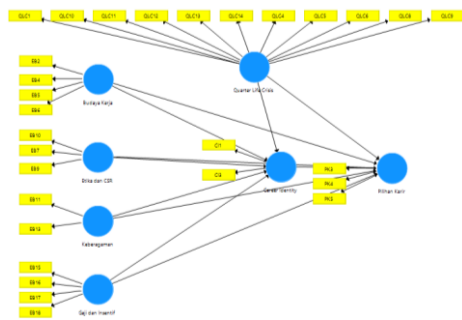 QLC1 QLC10 QLC11 QLC12 QLC13 QLC14 QLC4 QLC5 QLC6 QLC8 QLC9
Quarter Life Crisis
EB2
EB4
EB5
EB6
Budaya Kerja
EB10
EB7
EB9
Etika dan CSR
CI1
CI3
Career Identity
PK2
PK4
PK5
Pilihan Karir
EB11
EB13
Keberagaman
EB15
EB16
EB17
EB18
Gaji dan Insentif